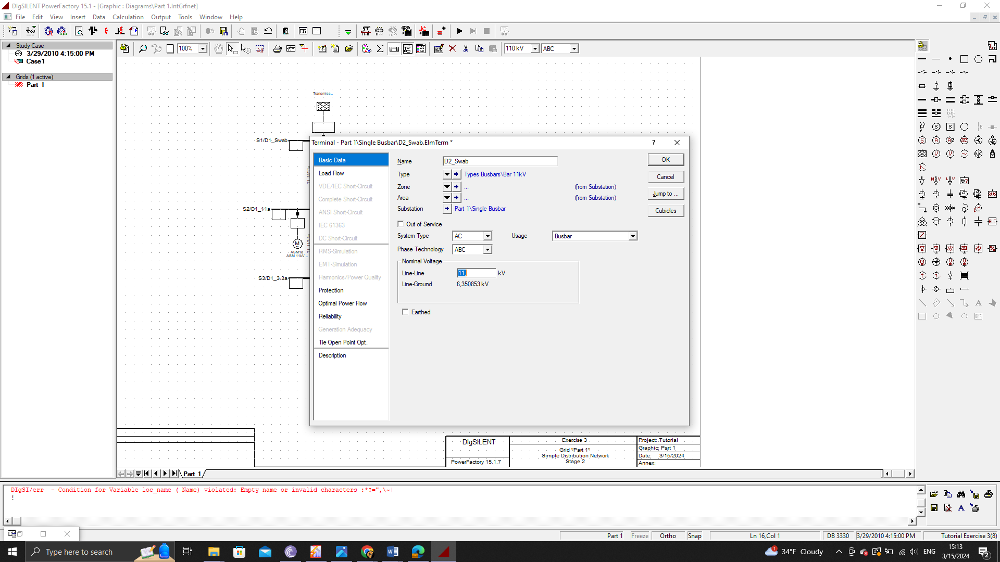 DIgSILENT PowerFactory 15.1 - [Graphic : Diagrams\Part 1.IntGrfnet]
File Edit View Insert Data Calculation Output Tools Window Help
100%
110 kV
ABC
Study Case
3/29/2010 4:15:00 PM
Case1
Grids (1 active)
Part 1
Transmiss..
S1/D1_Swab
S2/D1_11a
ASM1a
ASM 11kV ..
S3/D1_3.3a
Terminal - Part 1\Single Busbar\D2_Swab.ElmTerm *
Basic Data
Load Flow
VDE/IEC Short-Circuit
Complete Short-Circuit
ANSI Short-Circuit
IEC 61363
DC Short-Circuit
RMS-Simulation
EMT-Simulation
Harmonics/Power Quality
Protection
Optimal Power Flow
Reliability
Generation Adequacy
Tie Open Point Opt.
Description
Name D2_Swab
Type Types Busbars\Bar 11kV
Zone ... (from Substation)
Area ... (from Substation)
Substation Part 1\Single Busbar
Out of Service
System Type AC Usage Busbar
Phase Technology ABC
Nominal Voltage
Line-Line 11. kV
Line-Ground 6,350853 kV
Earthed
OK
Cancel
Jump to ...
Cubicles
DIgSILENT
PowerFactory 15.1.7
Exercise 3
Grid "Part 1"
Simple Distribution Network
Stage 2
Project: Tutorial
Graphic: Part 1
Date: 3/15/2024
Annex:
Part 1
DIgSI/err - Condition for Variable loc_name ( Name) violated: Empty name or invalid characters :*?=",\~|
!
Part 1 Freeze Ortho Snap Ln 16,Col 1 DB 3330 3/29/2010 4:15:00 PM Tutorial Exercise 3(8)
Type here to search
34°F Cloudy
ENG
15:13
3/15/2024